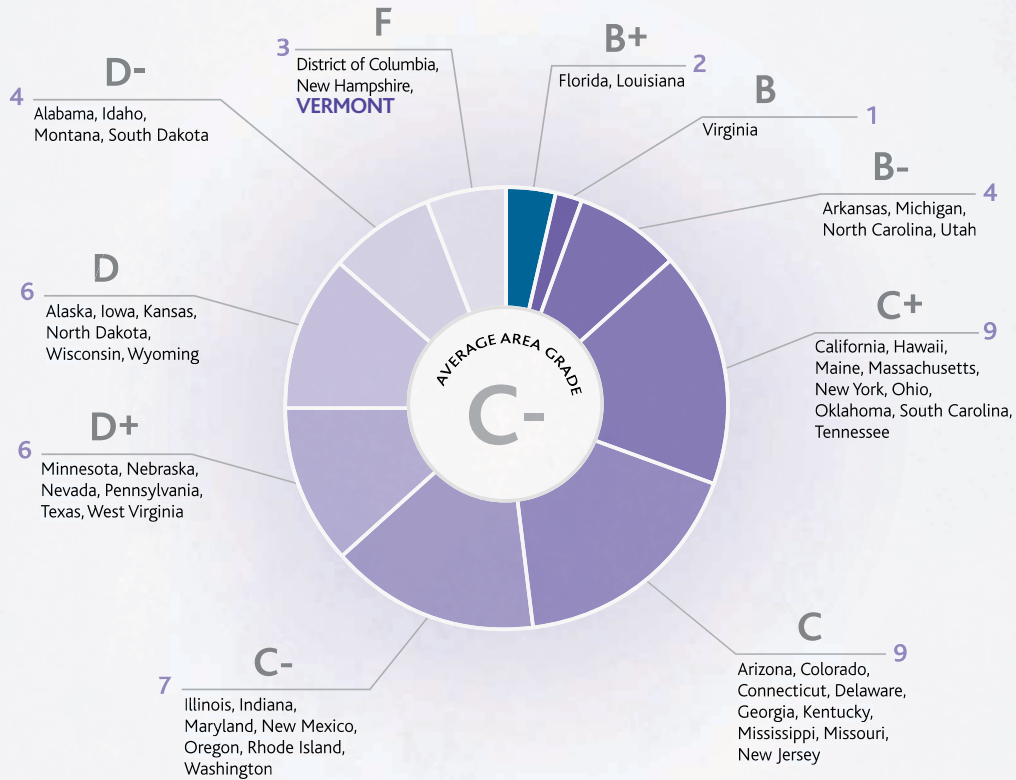 F
3
District of Columbia,
New Hampshire,
VERMONT
B+
2
Florida, Louisiana
B
1
Virginia
B-
4
Arkansas, Michigan,
North Carolina, Utah
C+
9
California, Hawaii,
Maine, Massachusetts,
New York, Ohio,
Oklahoma, South Carolina,
Tennessee
C
9
Arizona, Colorado,
Connecticut, Delaware,
Georgia, Kentucky,
Mississippi, Missouri,
New Jersey
C-
7
Illinois, Indiana,
Maryland, New Mexico,
Oregon, Rhode Island,
Washington
D+
6
Minnesota, Nebraska,
Nevada, Pennsylvania,
Texas, West Virginia
D
6
Alaska, Iowa, Kansas,
North Dakota,
Wisconsin, Wyoming
D-
4
Alabama, Idaho,
Montana, South Dakota
AVERAGE AREA GRADE
C-